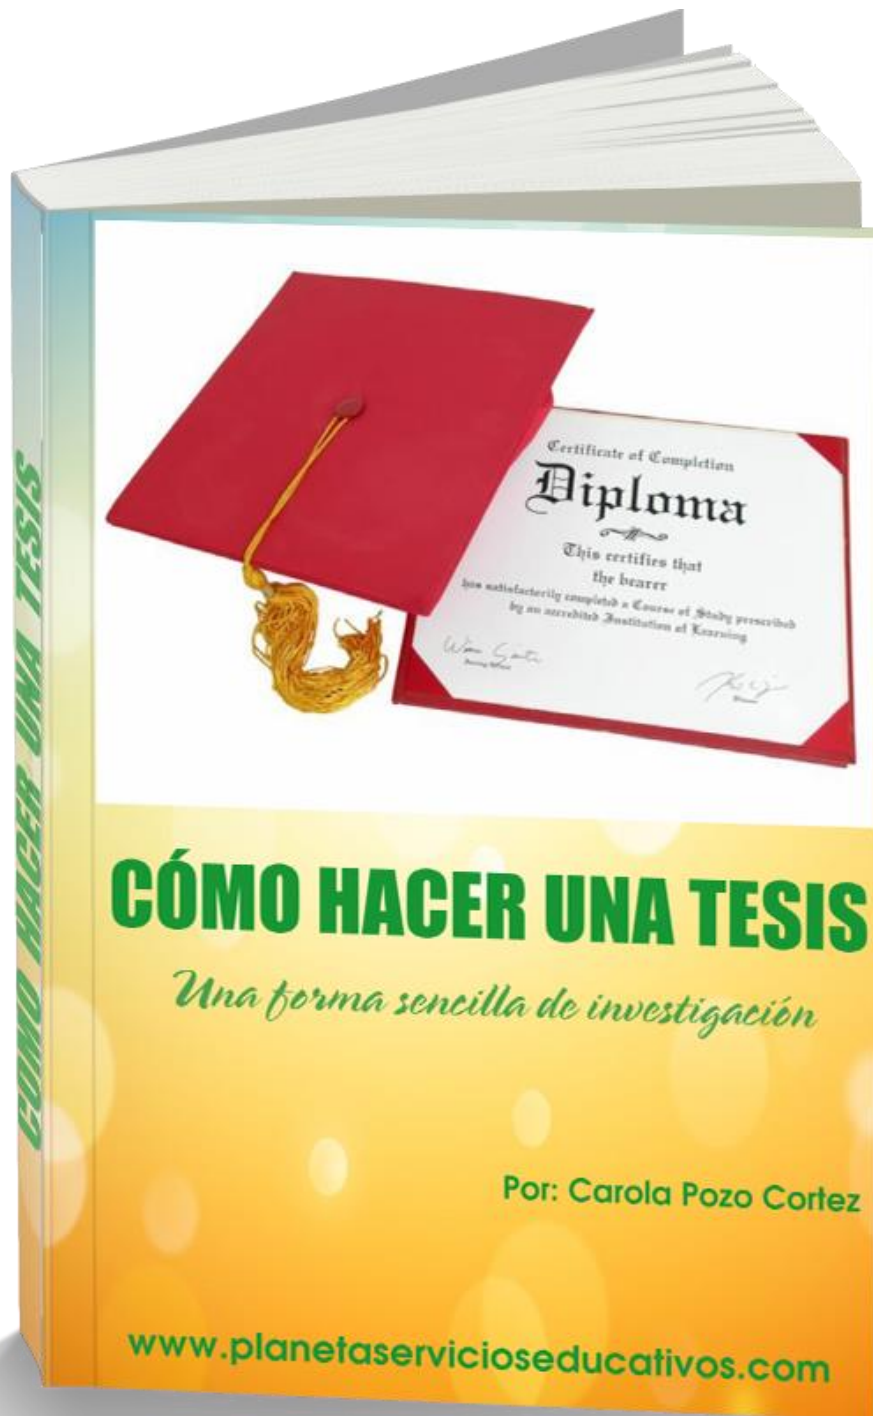 COMO HACER UNA TESIS
Certificate of Completion
Diploma
This certifies that
the bearer
has satisfactorily completed a Course of Study prescribed
by an accredited Institution of Learning
CÓMO HACER UNA TESIS
Una forma sencilla de investigación
Por: Carola Pozo Cortez
www.planetaservicioseducativos.com